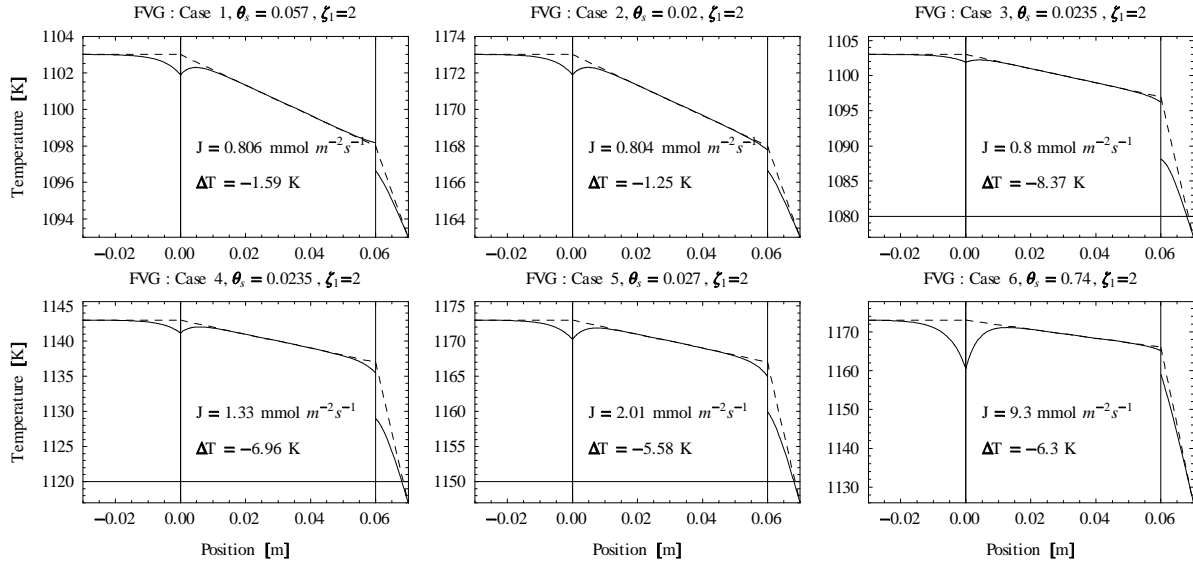 FVG : Case 1, θs = 0.057 , ζ1=2
FVG : Case 2, θs = 0.02 , ζ1=2
FVG : Case 3, θs = 0.0235 , ζ1=2
Temperature [K]
1104
1102
1100
1098
1096
1094
J = 0.806 mmol m−2s−1
ΔT = −1.59 K
−0.02 0.00 0.02 0.04 0.06
1174
1172
1170
1168
1166
1164
J = 0.804 mmol m−2s−1
ΔT = −1.25 K
−0.02 0.00 0.02 0.04 0.06
1105
1100
1095
1090
1085
1080
J = 0.8 mmol m−2s−1
ΔT = −8.37 K
−0.02 0.00 0.02 0.04 0.06
FVG : Case 4, θs = 0.0235 , ζ1=2
FVG : Case 5, θs = 0.027 , ζ1=2
FVG : Case 6, θs = 0.74 , ζ1=2
Temperature [K]
1145
1140
1135
1130
1125
1120
J = 1.33 mmol m−2s−1
ΔT = −6.96 K
−0.02 0.00 0.02 0.04 0.06
Position [m]
1175
1170
1165
1160
1155
1150
J = 2.01 mmol m−2s−1
ΔT = −5.58 K
−0.02 0.00 0.02 0.04 0.06
Position [m]
1170
1160
1150
1140
1130
J = 9.3 mmol m−2s−1
ΔT = −6.3 K
−0.02 0.00 0.02 0.04 0.06
Position [m]